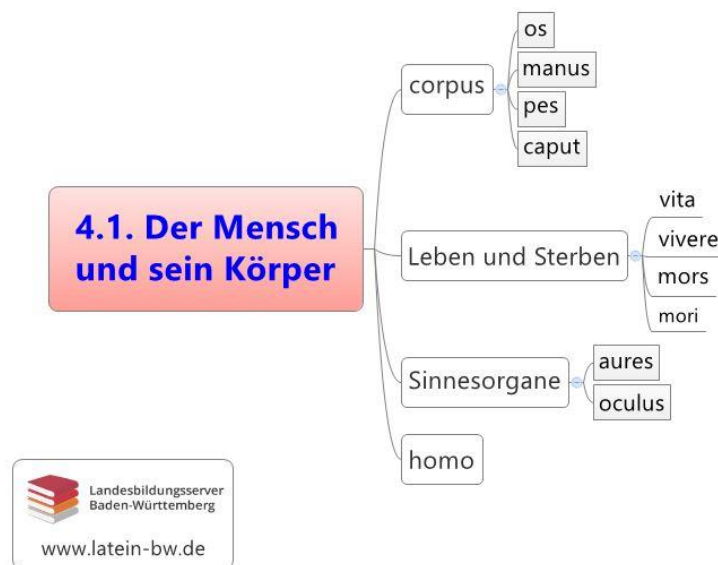 4.1. Der Mensch
und sein Körper
corpus
os
manus
pes
caput
Leben und Sterben
vita
vivere
mors
mori
Sinnesorgane
aures
oculus
homo
Landesbildungsserver
Baden-Württemberg
www.latein-bw.de